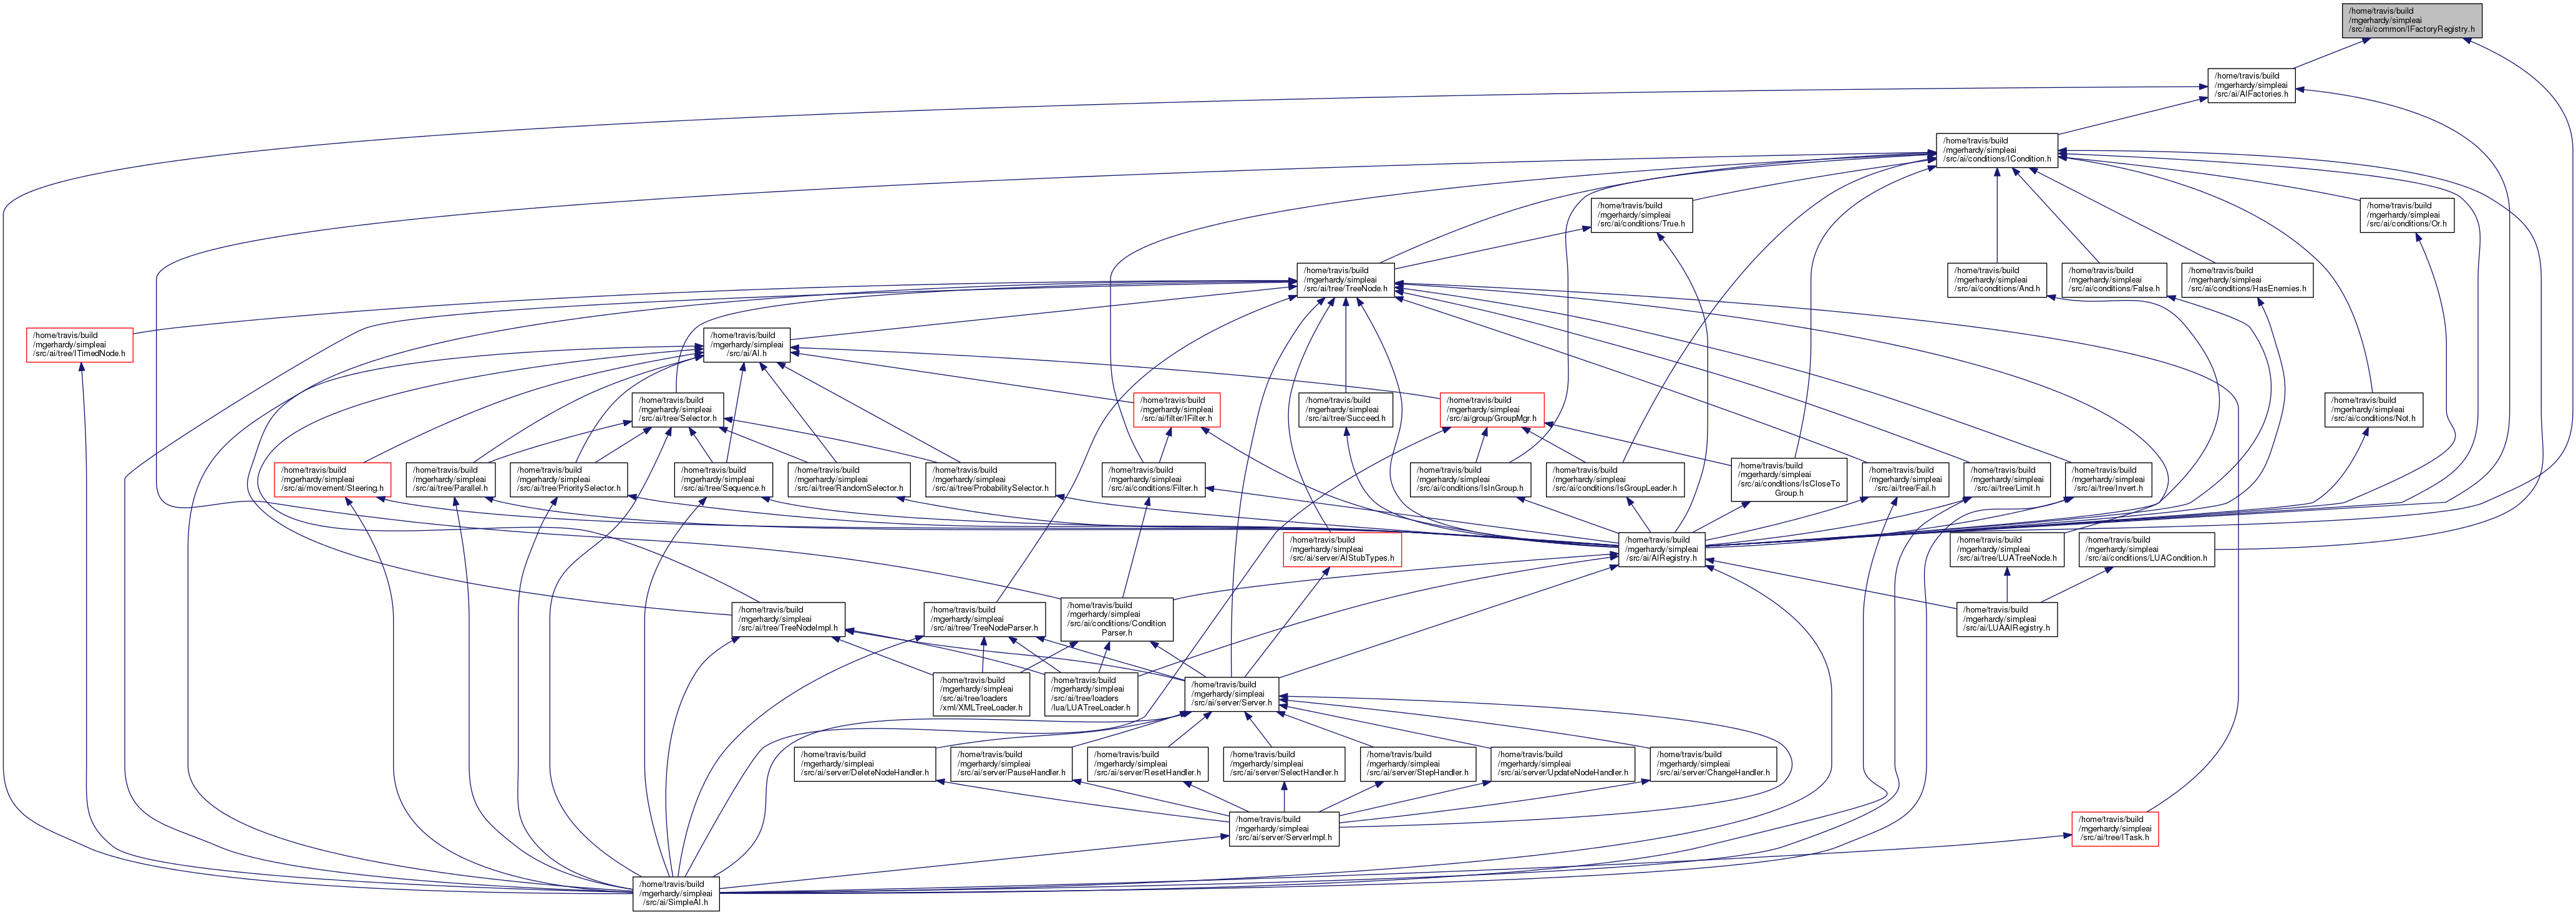 /home/travis/build
/mgerhardy/simpleai
/src/ai/common/IFactoryRegistry.h
/home/travis/build
/mgerhardy/simpleai
/src/ai/AIFactories.h
/home/travis/build
/mgerhardy/simpleai
/src/ai/conditions/ICondition.h
/home/travis/build
/mgerhardy/simpleai
/src/ai/conditions/True.h
/home/travis/build
/mgerhardy/simpleai
/src/ai/conditions/Or.h
/home/travis/build
/mgerhardy/simpleai
/src/ai/tree/TreeNode.h
/home/travis/build
/mgerhardy/simpleai
/src/ai/conditions/And.h
/home/travis/build
/mgerhardy/simpleai
/src/ai/conditions/False.h
/home/travis/build
/mgerhardy/simpleai
/src/ai/conditions/HasEnemies.h
/home/travis/build
/mgerhardy/simpleai
/src/ai/tree/ITimedNode.h
/home/travis/build
/mgerhardy/simpleai
/src/ai/AI.h
/home/travis/build
/mgerhardy/simpleai
/src/ai/tree/Selector.h
/home/travis/build
/mgerhardy/simpleai
/src/ai/filter/IFilter.h
/home/travis/build
/mgerhardy/simpleai
/src/ai/tree/Succeed.h
/home/travis/build
/mgerhardy/simpleai
/src/ai/group/GroupMgr.h
/home/travis/build
/mgerhardy/simpleai
/src/ai/conditions/Not.h
/home/travis/build
/mgerhardy/simpleai
/src/ai/movement/Steering.h
/home/travis/build
/mgerhardy/simpleai
/src/ai/tree/Parallel.h
/home/travis/build
/mgerhardy/simpleai
/src/ai/tree/PrioritySelector.h
/home/travis/build
/mgerhardy/simpleai
/src/ai/tree/Sequence.h
/home/travis/build
/mgerhardy/simpleai
/src/ai/tree/RandomSelector.h
/home/travis/build
/mgerhardy/simpleai
/src/ai/tree/ProbabilitySelector.h
/home/travis/build
/mgerhardy/simpleai
/src/ai/conditions/Filter.h
/home/travis/build
/mgerhardy/simpleai
/src/ai/conditions/IsInGroup.h
/home/travis/build
/mgerhardy/simpleai
/src/ai/conditions/IsGroupLeader.h
/home/travis/build
/mgerhardy/simpleai
/src/ai/conditions/IsCloseTo
Group.h
/home/travis/build
/mgerhardy/simpleai
/src/ai/tree/Fail.h
/home/travis/build
/mgerhardy/simpleai
/src/ai/tree/Limit.h
/home/travis/build
/mgerhardy/simpleai
/src/ai/tree/Invert.h
/home/travis/build
/mgerhardy/simpleai
/src/ai/server/AIStubTypes.h
/home/travis/build
/mgerhardy/simpleai
/src/ai/AIRegistry.h
/home/travis/build
/mgerhardy/simpleai
/src/ai/tree/LUATreeNode.h
/home/travis/build
/mgerhardy/simpleai
/src/ai/conditions/LUACondition.h
/home/travis/build
/mgerhardy/simpleai
/src/ai/tree/TreeNodeImpl.h
/home/travis/build
/mgerhardy/simpleai
/src/ai/tree/TreeNodeParser.h
/home/travis/build
/mgerhardy/simpleai
/src/ai/conditions/Condition
Parser.h
/home/travis/build
/mgerhardy/simpleai
/src/ai/LUAAIRegistry.h
/home/travis/build
/mgerhardy/simpleai
/src/ai/tree/loaders
/xml/XMLTreeLoader.h
/home/travis/build
/mgerhardy/simpleai
/src/ai/tree/loaders
/lua/LUATreeLoader.h
/home/travis/build
/mgerhardy/simpleai
/src/ai/server/Server.h
/home/travis/build
/mgerhardy/simpleai
/src/ai/server/DeleteNodeHandler.h
/home/travis/build
/mgerhardy/simpleai
/src/ai/server/PauseHandler.h
/home/travis/build
/mgerhardy/simpleai
/src/ai/server/ResetHandler.h
/home/travis/build
/mgerhardy/simpleai
/src/ai/server/SelectHandler.h
/home/travis/build
/mgerhardy/simpleai
/src/ai/server/StepHandler.h
/home/travis/build
/mgerhardy/simpleai
/src/ai/server/UpdateNodeHandler.h
/home/travis/build
/mgerhardy/simpleai
/src/ai/server/ChangeHandler.h
/home/travis/build
/mgerhardy/simpleai
/src/ai/server/ServerImpl.h
/home/travis/build
/mgerhardy/simpleai
/src/ai/tree/ITask.h
/home/travis/build
/mgerhardy/simpleai
/src/ai/SimpleAI.h